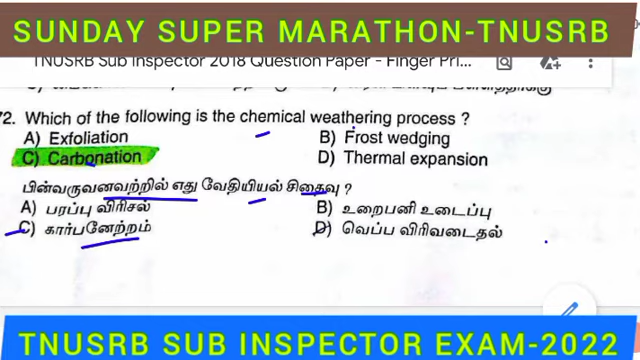 SUNDAY SUPER MARATHON-TNUSRB
TNUSRB Sub Inspector 2018 Question Paper - Finger Pri...
72. Which of the following is the chemical weathering process ?
A) Exfoliation B) Frost wedging
C) Carbonation D) Thermal expansion
பின்வருவனவற்றில் எது வேதியியல் சிதைவு ?
A) பரப்பு விரிசல் B) உறைபனி உடைப்பு
C) கார்பனேற்றம் D) வெப்ப விரிவடைதல்
TNUSRB SUB INSPECTOR EXAM-2022